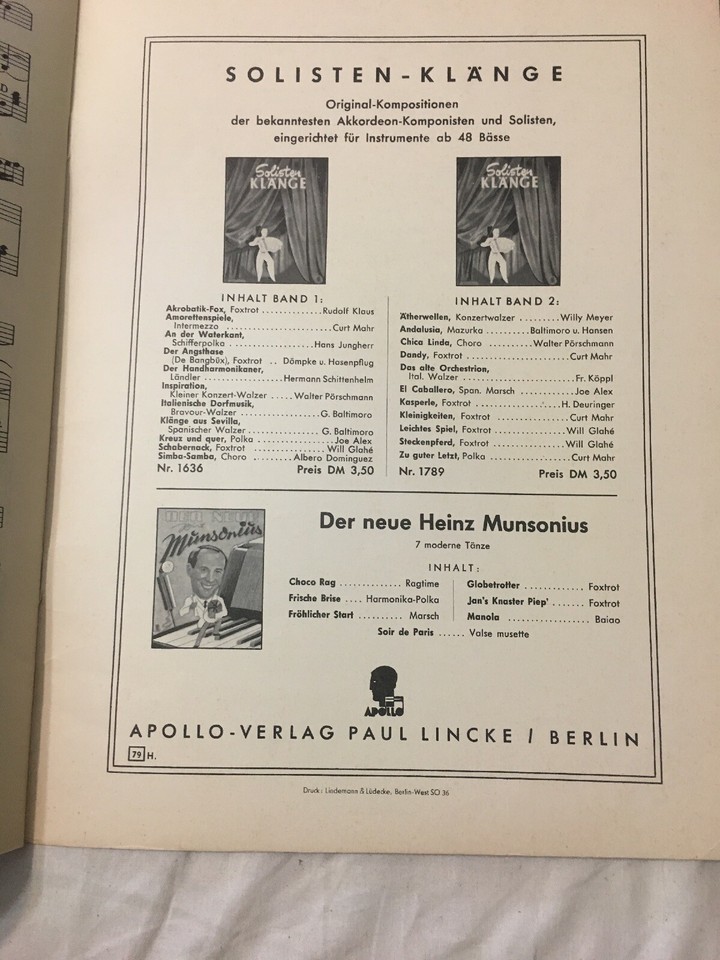 SOLISTEN-KLÄNGE
Original-Kompositionen
der bekanntesten Akkordeon-Komponisten und Solisten,
eingerichtet für Instrumente ab 48 Bässe
Solisten
KLÄNGE
Solisten
KLÄNGE
INHALT BAND 1:
Akrobatik-Fox, Foxtrot .............Rudolf Klaus
Amorettenspiele,
Intermezzo .......................Curt Mahr
An der Waterkant,
Schifferpolka ...................Hans Jungherr
Der Angsthase
(De Bangbüx), Foxtrot .. Dömpke u. Hasenpflug
Der Handharmonikaner,
Ländler .................Hermann Schittenhelm
Inspiration,
Kleiner Konzert-Walzer .....Walter Pörschmann
Italienische Dorfmusik,
Bravour-Walzer .................G. Baltimoro
Klänge aus Sevilla,
Spanischer Walzer ............... G. Baltimoro
Kreuz und quer, Polka ................Joe Alex
Schabernack, Foxtrot ................ Will Glahé
Simba-Samba, Choro .........Albero Dominguez
Nr. 1636 Preis DM 3,50
INHALT BAND 2:
Ätherwellen, Konzertwalzer .........Willy Meyer
Andalusia, Mazurka ..........Baltimoro u. Hansen
Chica Linda, Choro ..........Walter Pörschmann
Dandy, Foxtrot ......................Curt Mahr
Das alte Orchestrion,
Ital. Walzer .......................Fr. Köppl
El Caballero, Span. Marsch ............Joe Alex
Kasperle, Foxtrot ..................H. Deuringer
Kleinigkeiten, Foxtrot ................Curt Mahr
Leichtes Spiel, Foxtrot ...............Will Glahé
Steckenpferd, Foxtrot ................Will Glahé
Zu guter Letzt, Polka .................Curt Mahr
Nr. 1789 Preis DM 3,50
Munsonius
Der neue Heinz Munsonius
7 moderne Tänze
INHALT:
Choco Rag ............. Ragtime
Frische Brise .... Harmonika-Polka
Fröhlicher Start .......... Marsch
Globetrotter ............ Foxtrot
Jan's Knaster Piep' ....... Foxtrot
Manola ................. Baiao
Soir de Paris ...... Valse musette
APOLLO
APOLLO-VERLAG PAUL LINCKE / BERLIN
79 H.
Druck: Lindemann & Lüdecke, Berlin-West SO 36